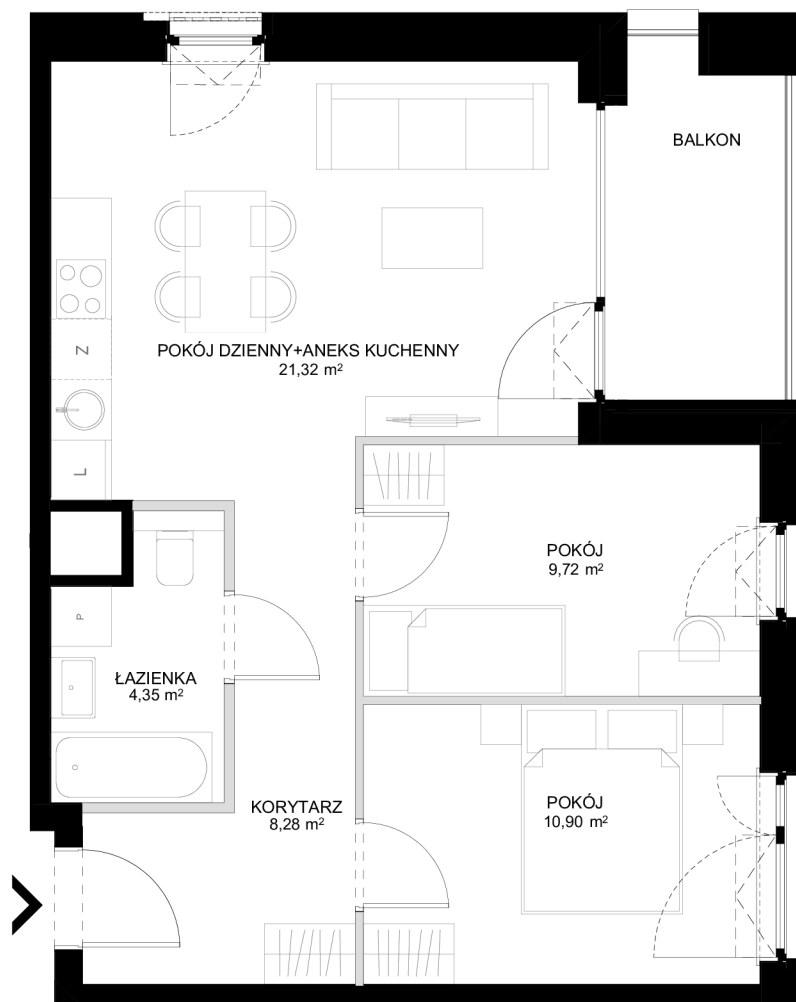 BALKON
Z
POKÓJ DZIENNY+ANEKS KUCHENNY
21,32 m²
L
POKÓJ
9,72 m²
P
ŁAZIENKA
4,35 m²
KORYTARZ
8,28 m²
POKÓJ
10,90 m²